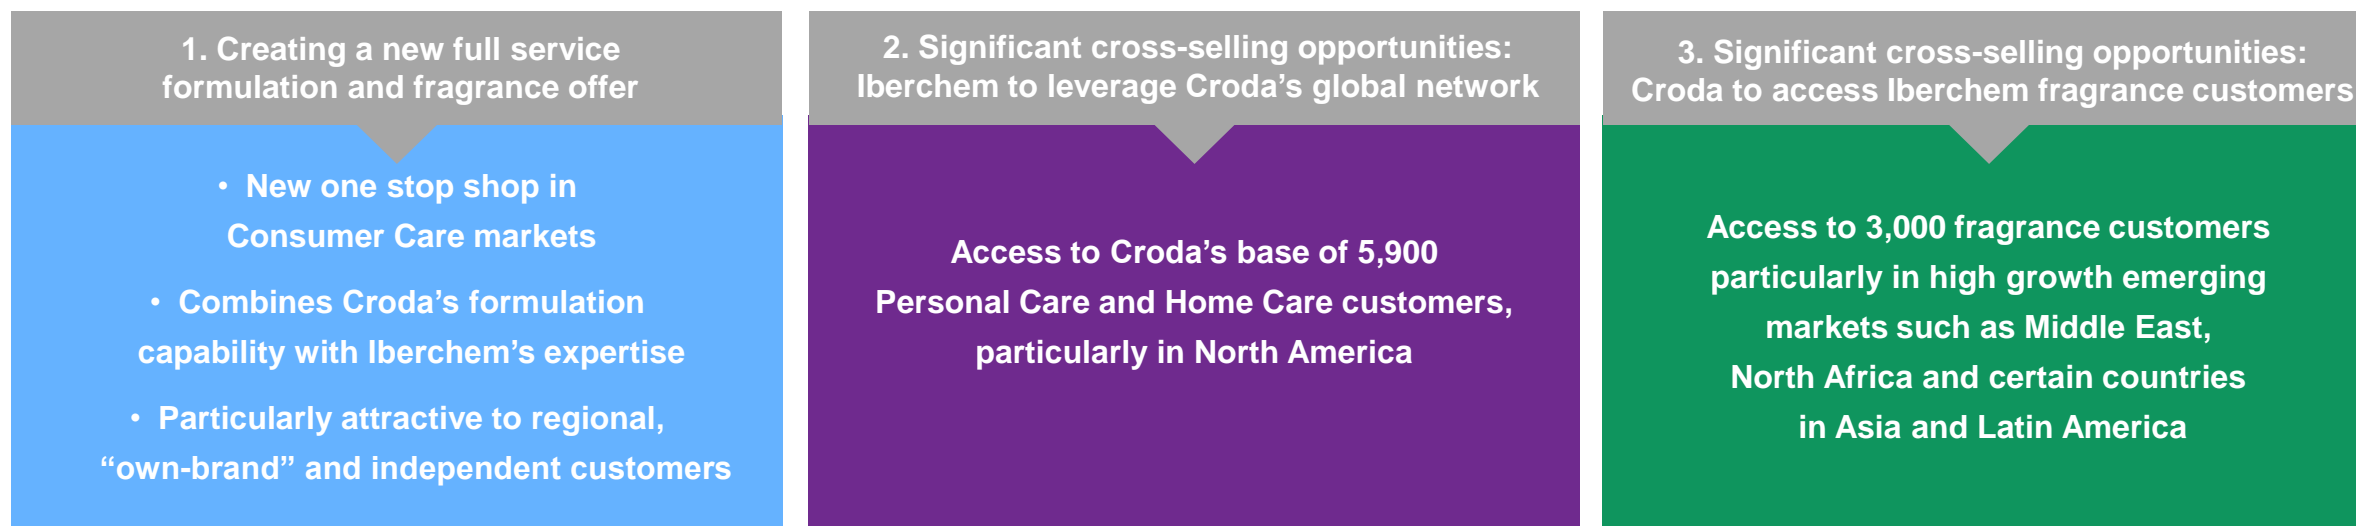 1. Creating a new full service
formulation and fragrance offer
• New one stop shop in
Consumer Care markets
• Combines Croda’s formulation
capability with Iberchem’s expertise
• Particularly attractive to regional,
“own-brand” and independent customers
2. Significant cross-selling opportunities:
Iberchem to leverage Croda’s global network
Access to Croda’s base of 5,900
Personal Care and Home Care customers,
particularly in North America
3. Significant cross-selling opportunities:
Croda to access Iberchem fragrance customers
Access to 3,000 fragrance customers
particularly in high growth emerging
markets such as Middle East,
North Africa and certain countries
in Asia and Latin America